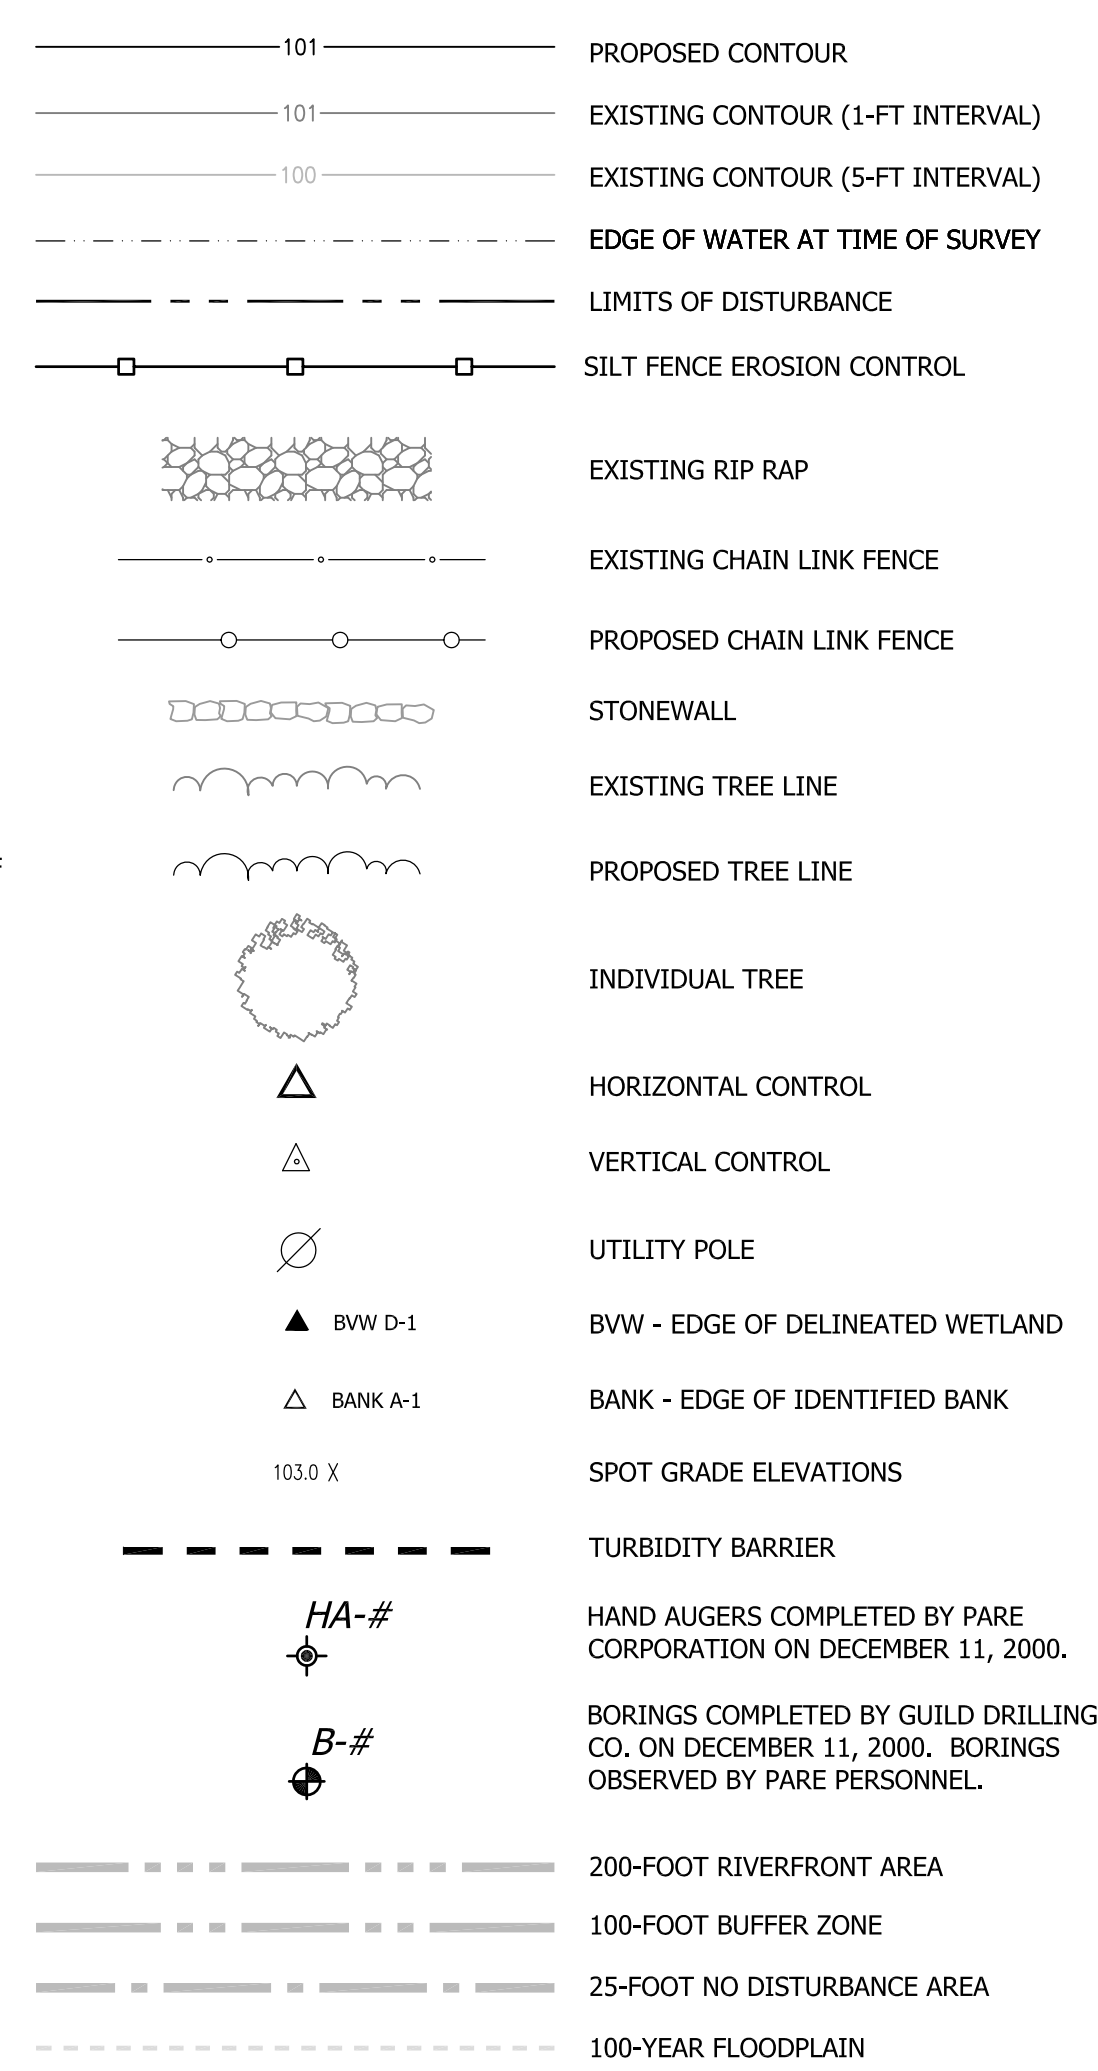 101 PROPOSED CONTOUR
101 EXISTING CONTOUR (1-FT INTERVAL)
100 EXISTING CONTOUR (5-FT INTERVAL)
EDGE OF WATER AT TIME OF SURVEY
LIMITS OF DISTURBANCE
SILT FENCE EROSION CONTROL
EXISTING RIP RAP
EXISTING CHAIN LINK FENCE
PROPOSED CHAIN LINK FENCE
STONEWALL
EXISTING TREE LINE
PROPOSED TREE LINE
INDIVIDUAL TREE
HORIZONTAL CONTROL
VERTICAL CONTROL
UTILITY POLE
BVW D-1 BVW - EDGE OF DELINEATED WETLAND
BANK A-1 BANK - EDGE OF IDENTIFIED BANK
103.0 X SPOT GRADE ELEVATIONS
TURBIDITY BARRIER
HA-# HAND AUGERS COMPLETED BY PARE
CORPORATION ON DECEMBER 11, 2000.
BORINGS COMPLETED BY GUILD DRILLING
B-# CO. ON DECEMBER 11, 2000. BORINGS
OBSERVED BY PARE PERSONNEL.
200-FOOT RIVERFRONT AREA
100-FOOT BUFFER ZONE
25-FOOT NO DISTURBANCE AREA
100-YEAR FLOODPLAIN